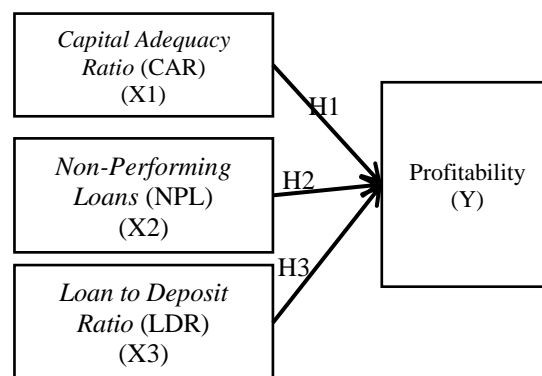 Capital Adequacy
Ratio (CAR)
(X1)
H1
Non-Performing
Loans (NPL)
(X2)
H2
Profitability
(Y)
H3
Loan to Deposit
Ratio (LDR)
(X3)